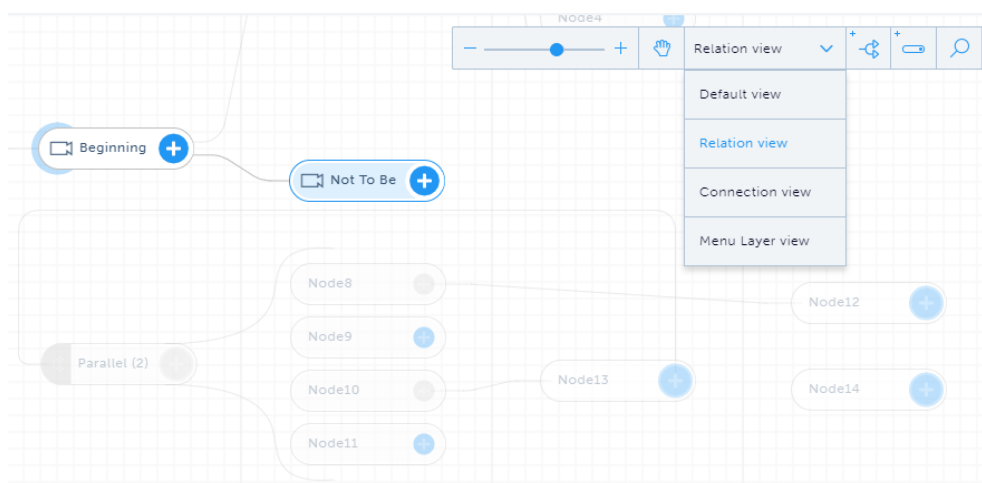 Node4
Relation view
Default view
Relation view
Connection view
Menu Layer view
Beginning
Not To Be
Node8
Node9
Node10
Node11
Parallel (2)
Node13
Node12
Node14